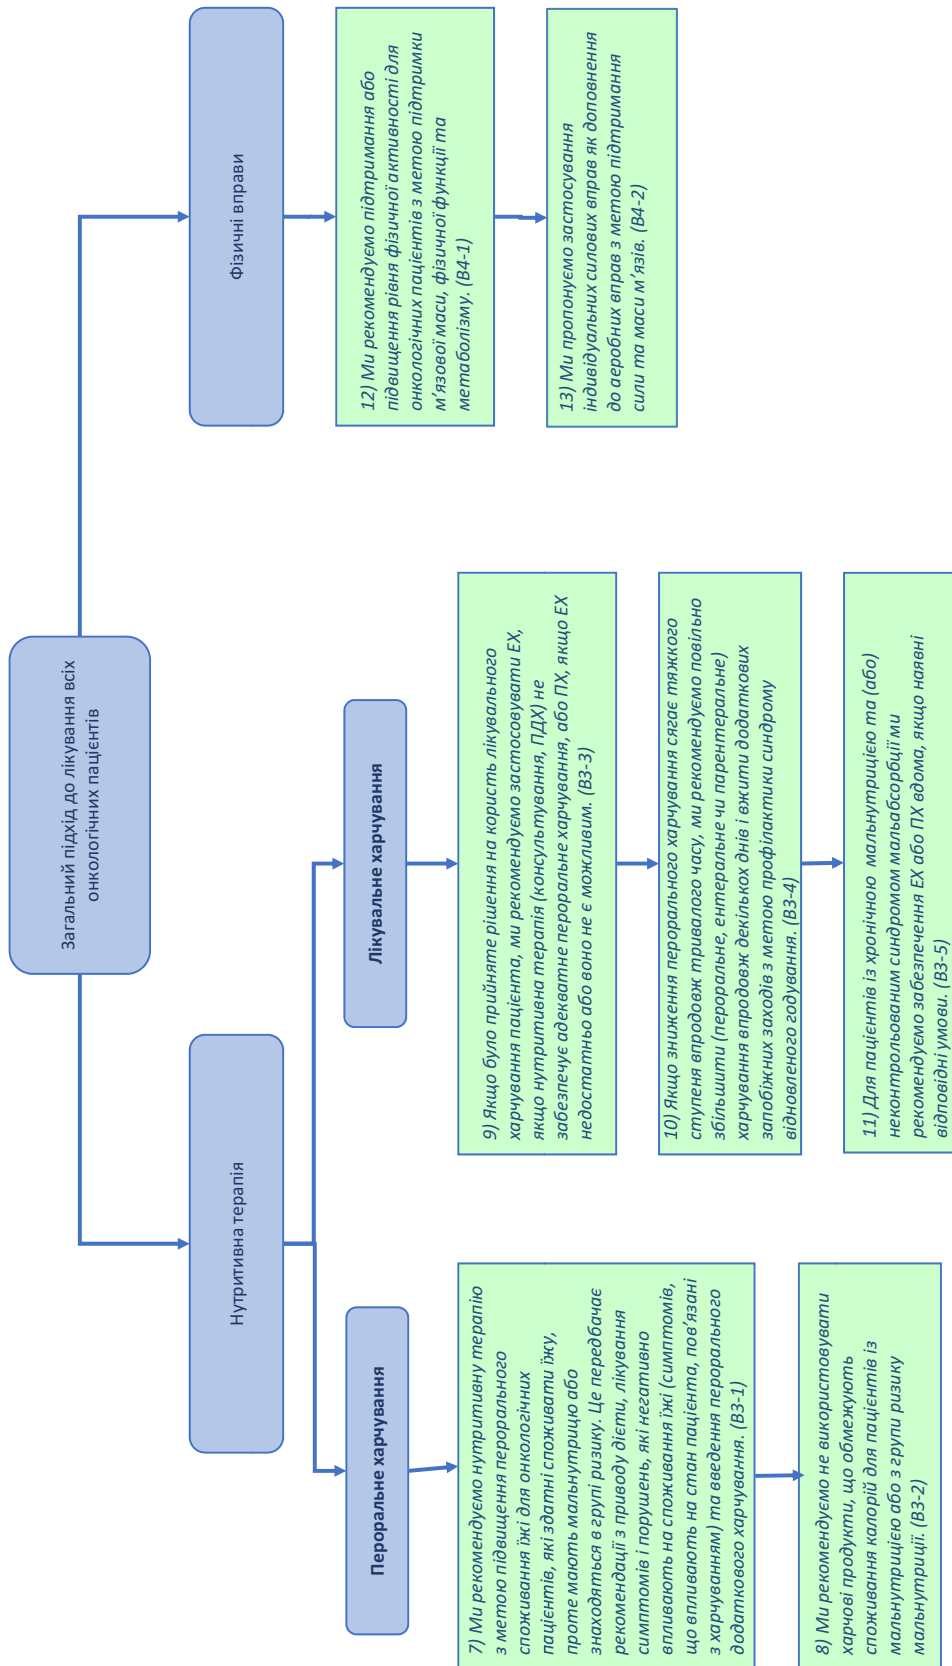 Загальний підхід до лікування всіх
онкологічних пацієнтів
Нутритивна терапія
Фізичні вправи
Пероральне харчування
Лікувальне харчування
7) Ми рекомендуємо нутритивну терапію
з метою підвищення перорального
споживання їжі для онкологічних
пацієнтів, які здатні споживати їжу,
проте мають мальнутрицію або
знаходяться в групі ризику. Це передбачає
рекомендації з приводу дієти, лікування
симптомів і порушень, які негативно
впливають на споживання їжі (симптомів,
що впливають на стан пацієнта, пов’язані
з харчуванням) та введення перорального
додаткового харчування. (B3-1)
8) Ми рекомендуємо не використовувати
харчові продукти, що обмежують
споживання калорій для пацієнтів із
мальнутрицією або з групи ризику
мальнутриції. (B3-2)
9) Якщо було прийняте рішення на користь лікувального
харчування пацієнта, ми рекомендуємо застосовувати ЕХ,
якщо нутритивна терапія (консультування, ПДХ) не
забезпечує адекватне пероральне харчування, або ПХ, якщо ЕХ
недостатньо або воно не є можливим. (B3-3)
10) Якщо зниження перорального харчування сягає тяжкого
ступеня впродовж тривалого часу, ми рекомендуємо повільно
збільшити (пероральне, ентеральне чи парентеральне)
харчування впродовж декількох днів і вжити додаткових
запобіжних заходів з метою профілактики синдрому
відновленого годування. (B3-4)
11) Для пацієнтів із хронічною мальнутрицією та (або)
неконтрольованим синдромом мальабсорбції ми
рекомендуємо забезпечення ЕХ або ПХ вдома, якщо наявні
відповідні умови. (B3-5)
12) Ми рекомендуємо підтримання або
підвищення рівня фізичної активності для
онкологічних пацієнтів з метою підтримки
м’язової маси, фізичної функції та
метаболізму. (B4-1)
13) Ми пропонуємо застосування
індивідуальних силових вправ як доповнення
до аеробних вправ з метою підтримання
сили та маси м’язів. (B4-2)